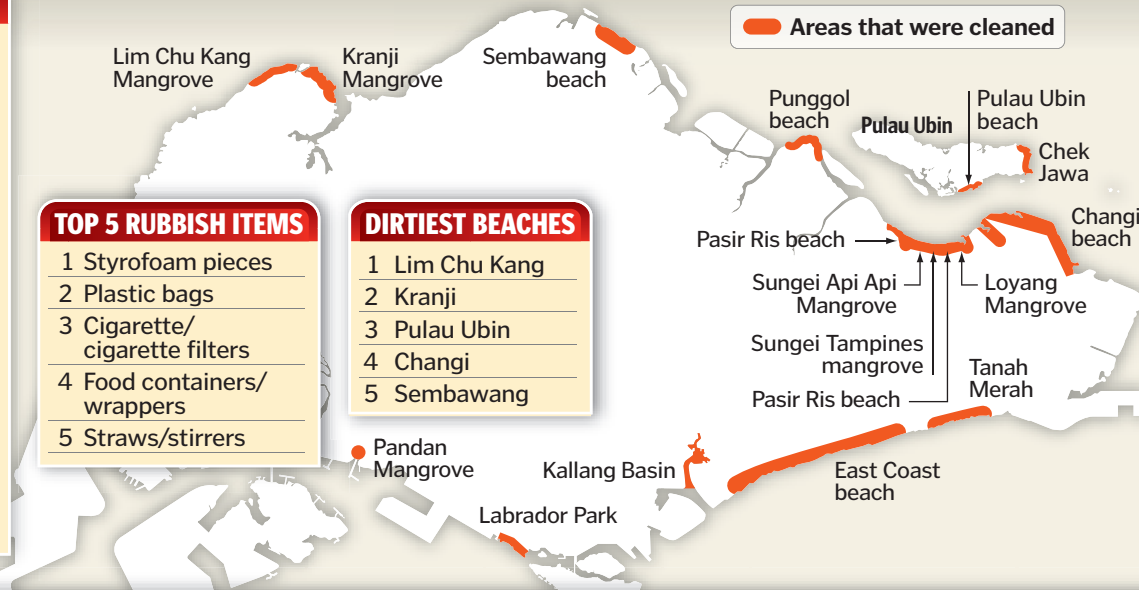 Areas that were cleaned
Lim Chu Kang
Mangrove
Kranji
Mangrove
Sembawang
beach
Punggol
beach
Pulau Ubin
Pulau Ubin
beach
Chek
Jawa
Changi
beach
Pasir Ris beach
Sungei Api Api
Mangrove
Loyang
Mangrove
Sungei Tampines
mangrove
Pasir Ris beach
Tanah
Merah
East Coast
beach
Kallang Basin
Labrador Park
Pandan
Mangrove
TOP 5 RUBBISH ITEMS
1 Styrofoam pieces
2 Plastic bags
3 Cigarette/
cigarette filters
4 Food containers/
wrappers
5 Straws/stirrers
DIRTIEST BEACHES
1 Lim Chu Kang
2 Kranji
3 Pulau Ubin
4 Changi
5 Sembawang